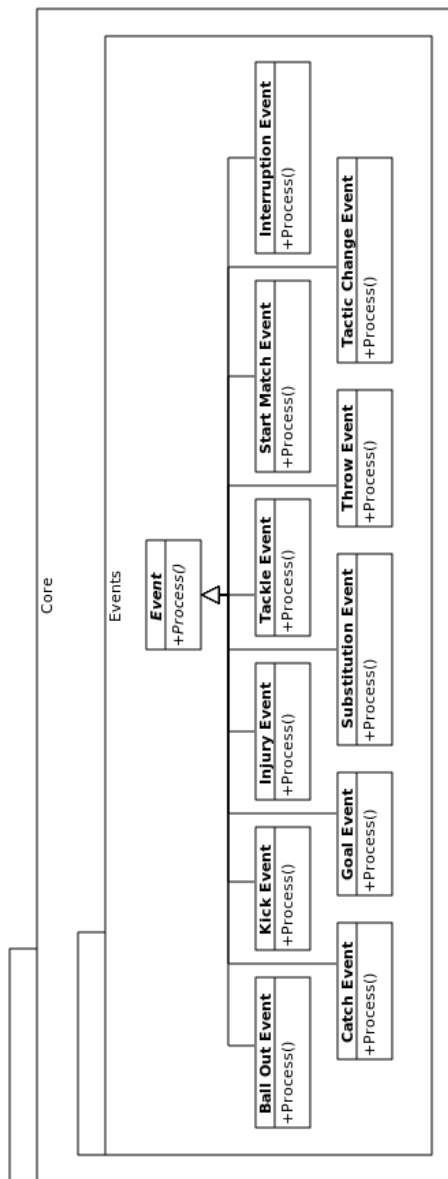 Core
Events
Event
+Process()
Ball Out Event
+Process()
Kick Event
+Process()
Injury Event
+Process()
Tackle Event
+Process()
Start Match Event
+Process()
Interruption Event
+Process()
Catch Event
+Process()
Goal Event
+Process()
Substitution Event
+Process()
Throw Event
+Process()
Tactic Change Event
+Process()